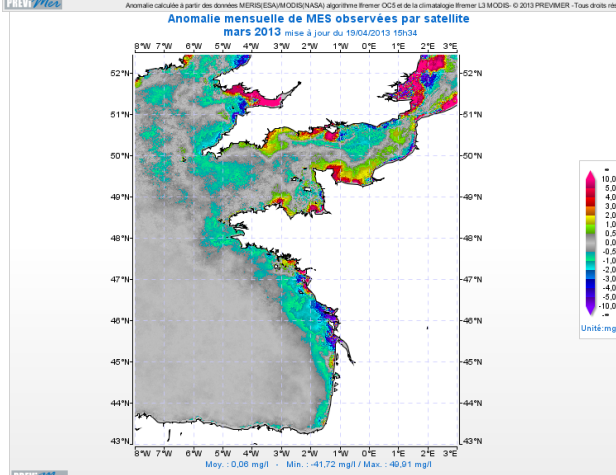 PREVIMer
Anomalie calculée à partir des données MERIS(ESA)/MODIS(NASA) algorithme Ifremer OC5 et de la climatologie Ifremer L3 MODIS- © 2013 PREVIMER -Tous droits rés
Anomalie mensuelle de MES observées par satellite
mars 2013 mise à jour du 19/04/2013 15h34
8°W 7°W 6°W 5°W 4°W 3°W 2°W 1°W 0°E 1°E 2°E 3°E
52°N 52°N
51°N 51°N
50°N 50°N
49°N 49°N
48°N 48°N
47°N 47°N
46°N 46°N
45°N 45°N
44°N 44°N
43°N 43°N
8°W 7°W 6°W 5°W 4°W 3°W 2°W 1°W 0°E 1°E 2°E 3°E
∞
10,0
5,0
4,0
3,0
2,0
1,0
0,5
0,0
-0,5
-1,0
-2,0
-3,0
-4,0
-5,0
-10,0
-∞
Unité:mg
Moy. : 0,06 mg/l - Min. : -41,72 mg/l / Max. : 49,91 mg/l